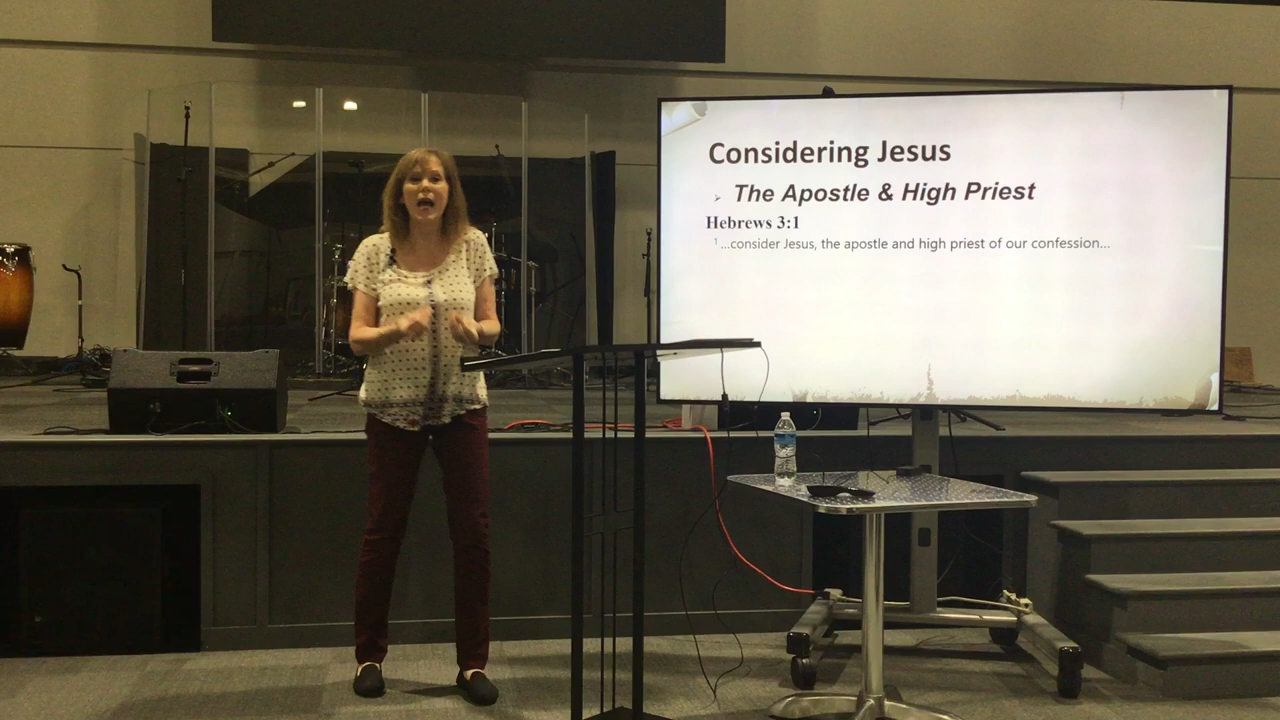 Considering Jesus
➢ The Apostle & High Priest
Hebrews 3:1
¹ ...consider Jesus, the apostle and high priest of our confession...